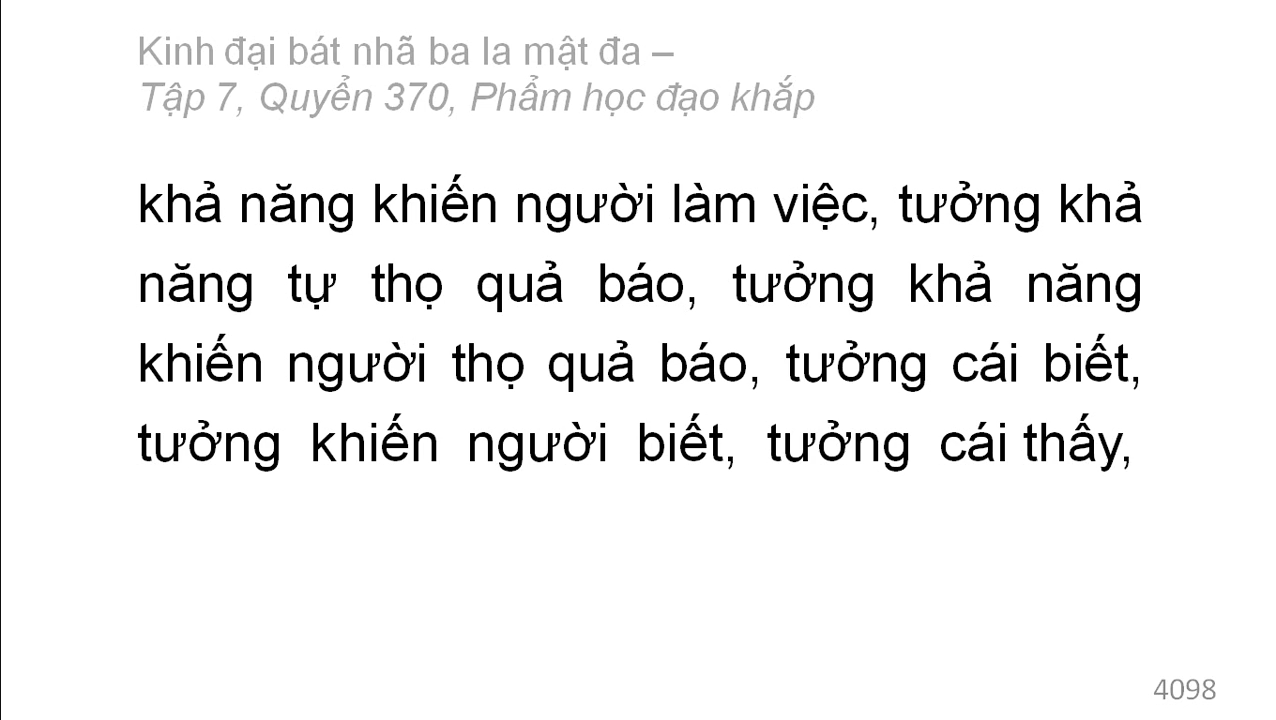 Kinh đại bát nhã ba la mật đa –
Tập 7, Quyển 370, Phẩm học đạo khắp
khả năng khiến người làm việc, tưởng khả
năng tự thọ quả báo, tưởng khả năng
khiến người thọ quả báo, tưởng cái biết,
tưởng khiến người biết, tưởng cái thấy,
4098